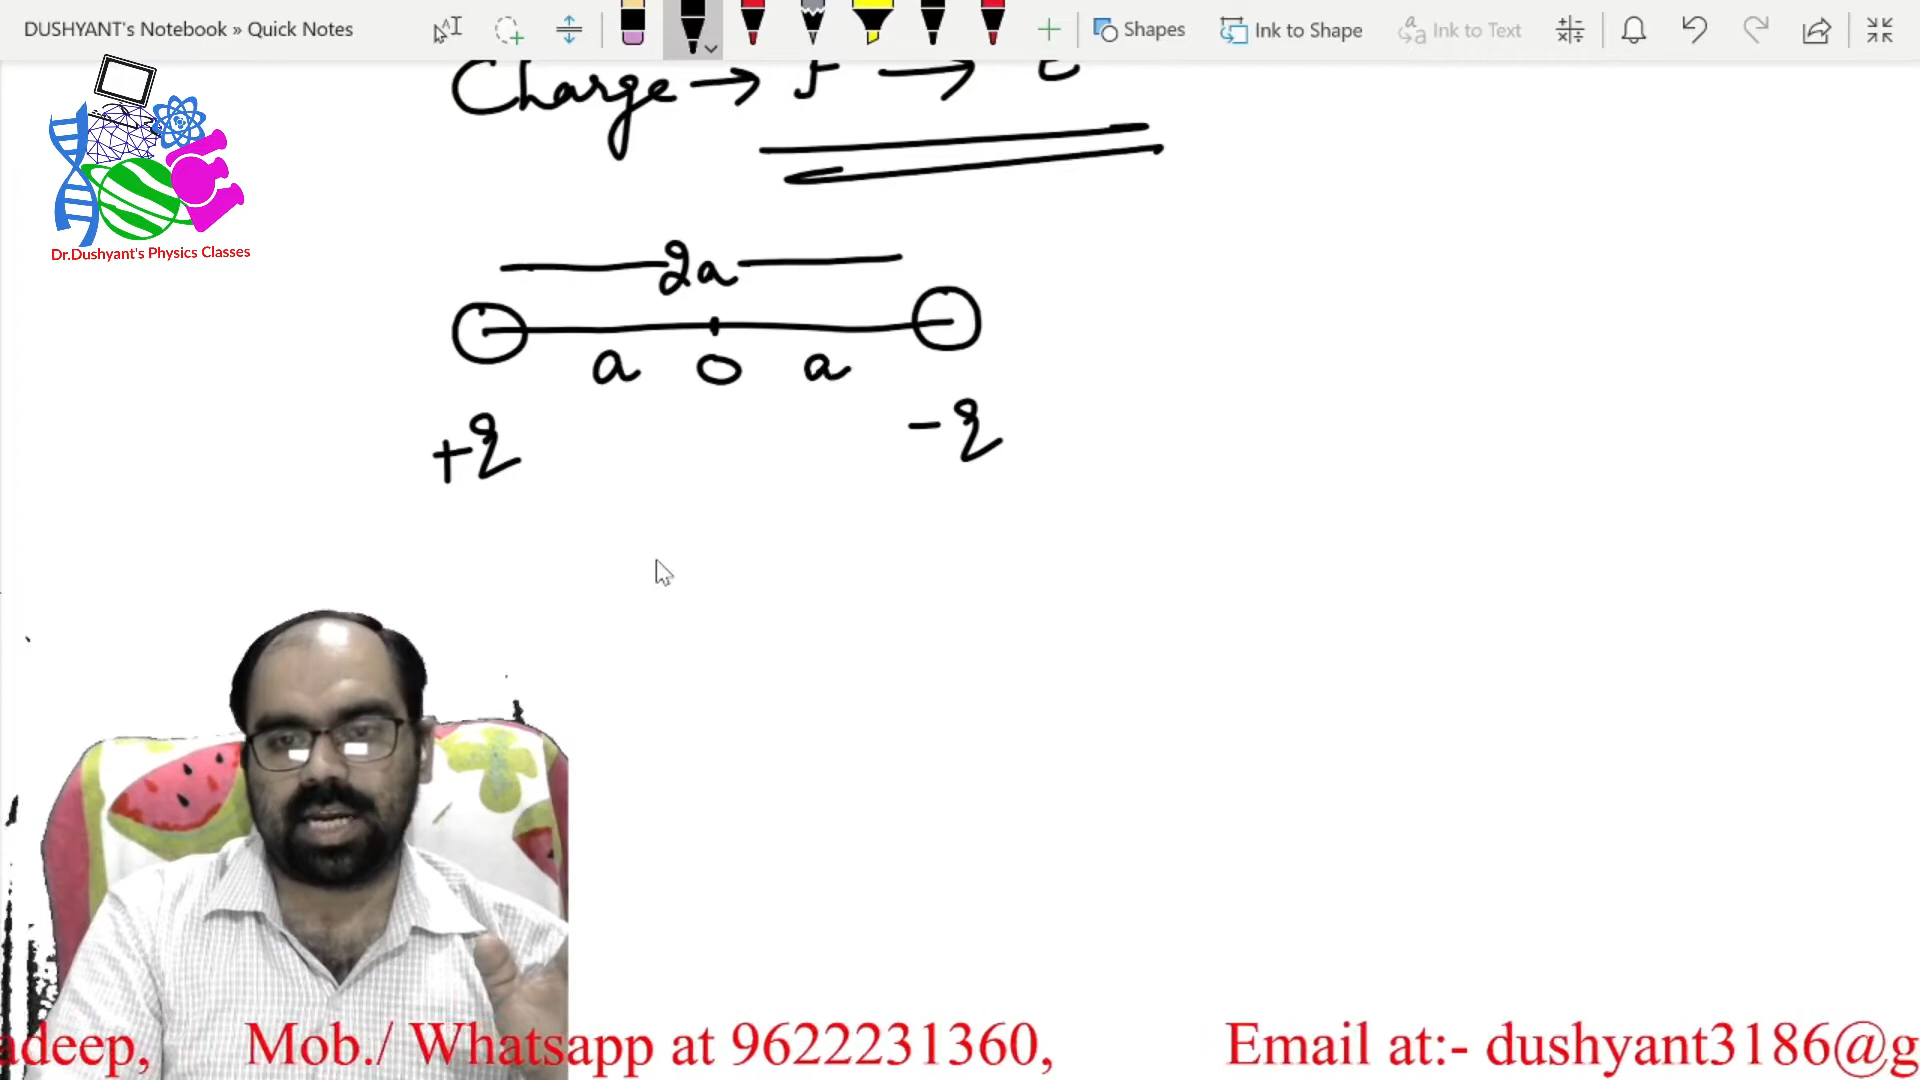 DUSHYANT's Notebook » Quick Notes
Shapes
Ink to Shape
Ink to Text
Charge → F →
Dr.Dushyant's Physics Classes
2a
a O a
+q -q
adeep, Mob./ Whatsapp at 9622231360, Email at:- dushyant3186@g